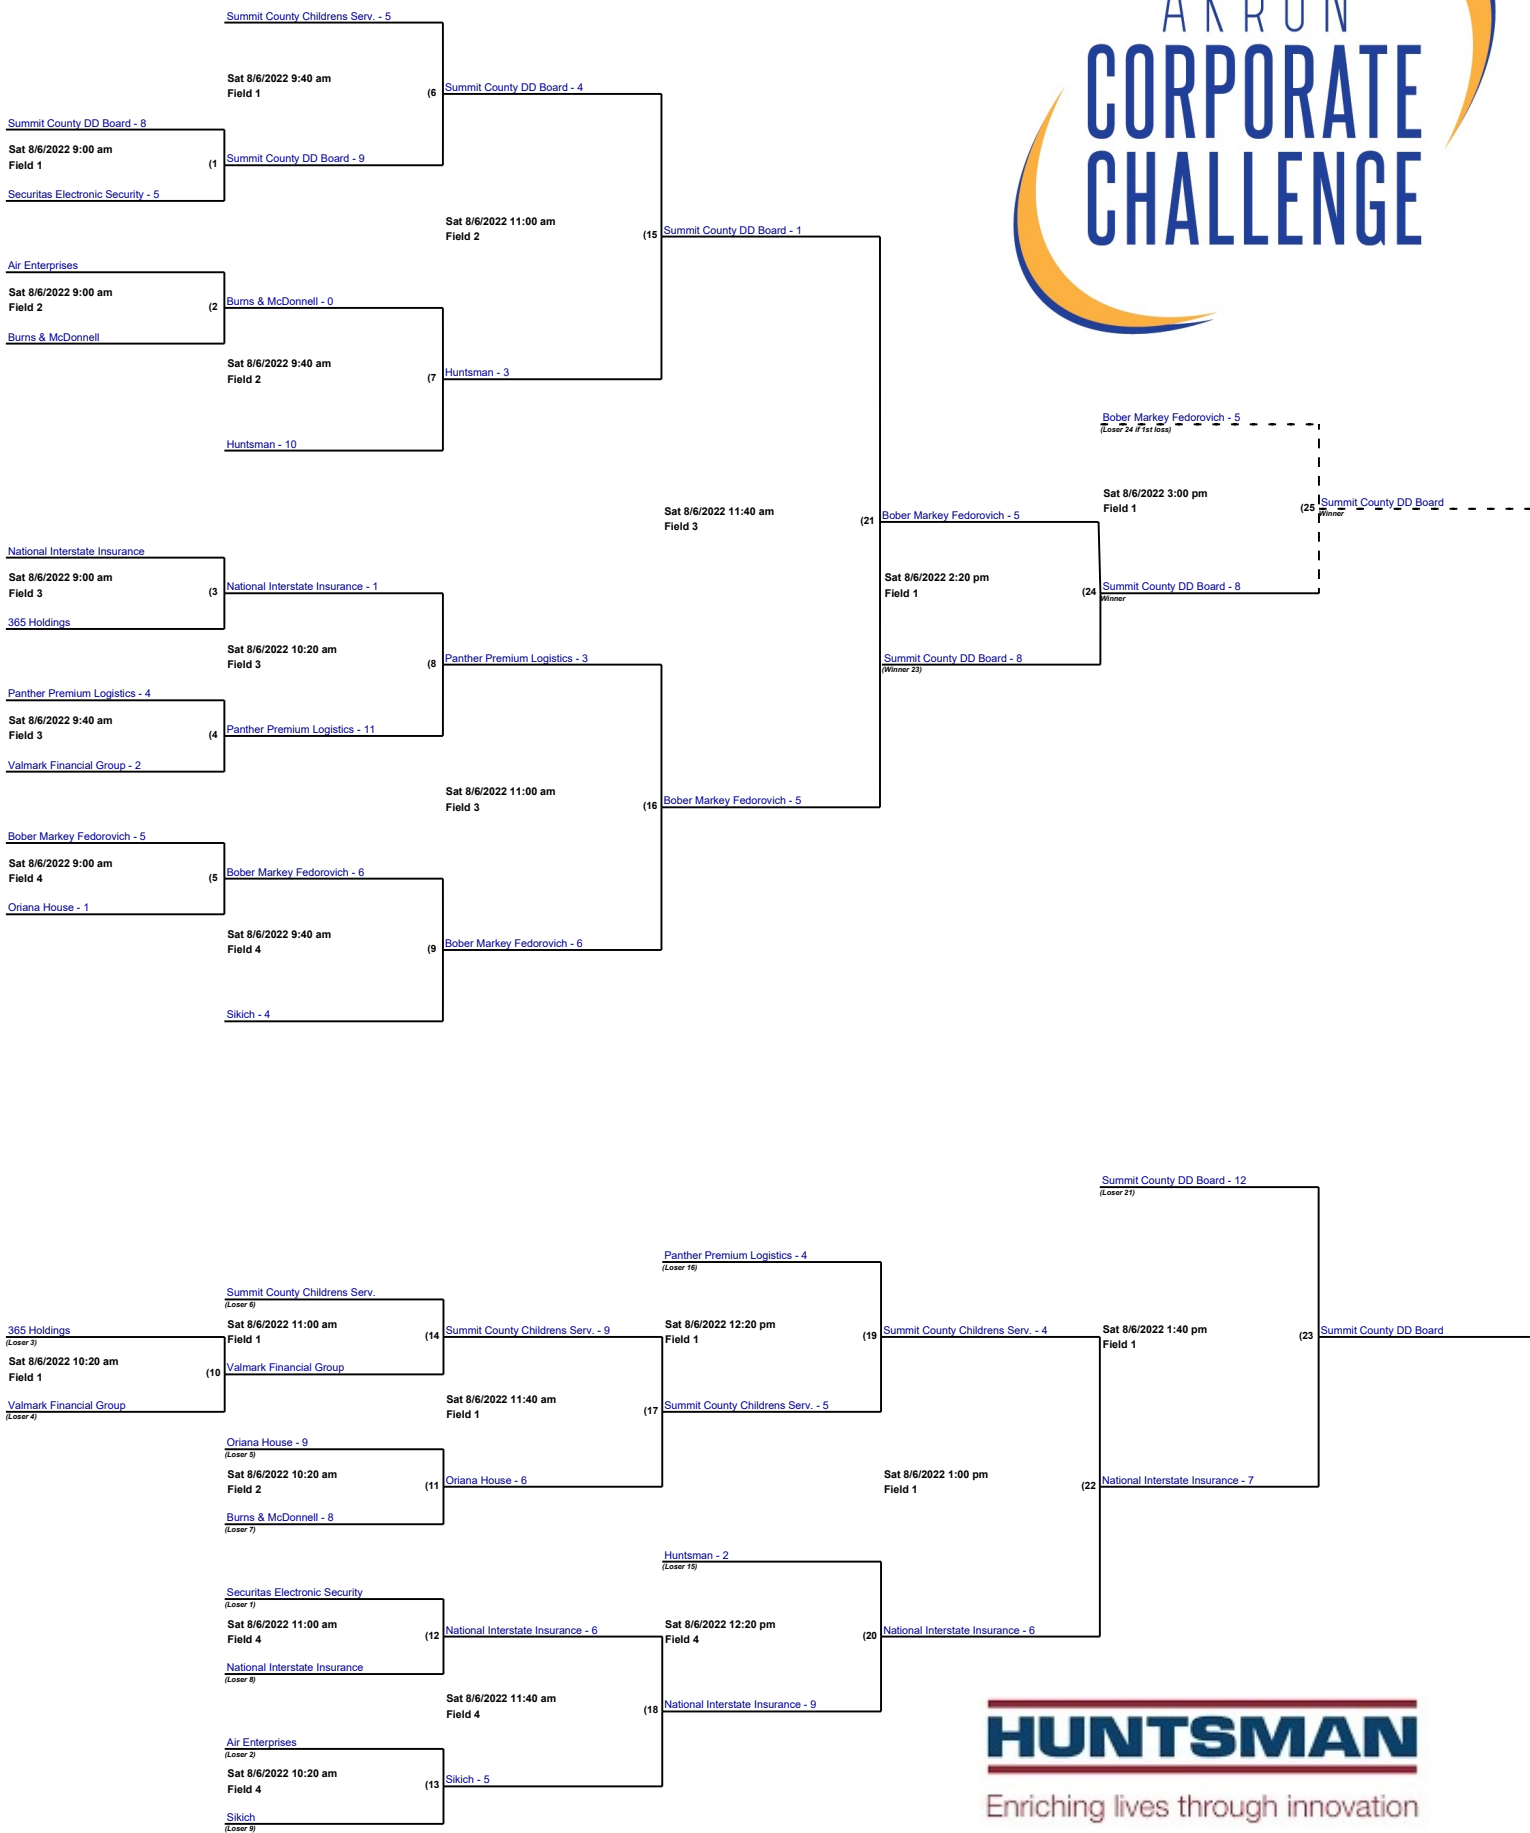 AKRON
CORPORATE
CHALLENGE
Summit County Childrens Serv. - 5
Sat 8/6/2022 9:40 am
Field 1
(6
Summit County DD Board - 4
Summit County DD Board - 8
Sat 8/6/2022 9:00 am
Field 1
(1
Summit County DD Board - 9
Securitas Electronic Security - 5
Sat 8/6/2022 11:00 am
Field 2
(15
Summit County DD Board - 1
Air Enterprises
Sat 8/6/2022 9:00 am
Field 2
(2
Burns & McDonnell - 0
Burns & McDonnell
Sat 8/6/2022 9:40 am
Field 2
(7
Huntsman - 3
Huntsman - 10
Bober Markey Fedorovich - 5
(Loser 24 if 1st loss)
Sat 8/6/2022 3:00 pm
Field 1
(25
Summit County DD Board
Winner
Sat 8/6/2022 11:40 am
Field 3
(21
Bober Markey Fedorovich - 5
National Interstate Insurance
Sat 8/6/2022 9:00 am
Field 3
(3
National Interstate Insurance - 1
Sat 8/6/2022 2:20 pm
Field 1
(24
Summit County DD Board - 8
Winner
365 Holdings
Sat 8/6/2022 10:20 am
Field 3
(8
Panther Premium Logistics - 3
Summit County DD Board - 8
(Winner 23)
Panther Premium Logistics - 4
Sat 8/6/2022 9:40 am
Field 3
(4
Panther Premium Logistics - 11
Valmark Financial Group - 2
Sat 8/6/2022 11:00 am
Field 3
(16
Bober Markey Fedorovich - 5
Bober Markey Fedorovich - 5
Sat 8/6/2022 9:00 am
Field 4
(5
Bober Markey Fedorovich - 6
Oriana House - 1
Sat 8/6/2022 9:40 am
Field 4
(9
Bober Markey Fedorovich - 6
Sikich - 4
Summit County DD Board - 12
(Loser 21)
Panther Premium Logistics - 4
(Loser 16)
Summit County Childrens Serv.
(Loser 6)
Sat 8/6/2022 11:00 am
Field 1
(14
Summit County Childrens Serv. - 9
Sat 8/6/2022 12:20 pm
Field 1
(19
Summit County Childrens Serv. - 4
Sat 8/6/2022 1:40 pm
Field 1
(23
Summit County DD Board
365 Holdings
(Loser 3)
Sat 8/6/2022 10:20 am
Field 1
(10
Valmark Financial Group
Valmark Financial Group
(Loser 4)
Sat 8/6/2022 11:40 am
Field 1
(17
Summit County Childrens Serv. - 5
Oriana House - 9
(Loser 5)
Sat 8/6/2022 10:20 am
Field 2
(11
Oriana House - 6
Sat 8/6/2022 1:00 pm
Field 1
(22
National Interstate Insurance - 7
Burns & McDonnell - 8
(Loser 7)
Huntsman - 2
(Loser 15)
Securitas Electronic Security
(Loser 1)
Sat 8/6/2022 11:00 am
Field 4
(12
National Interstate Insurance - 6
Sat 8/6/2022 12:20 pm
Field 4
(20
National Interstate Insurance - 6
National Interstate Insurance
(Loser 8)
Sat 8/6/2022 11:40 am
Field 4
(18
National Interstate Insurance - 9
Air Enterprises
(Loser 2)
Sat 8/6/2022 10:20 am
Field 4
(13
Sikich - 5
Sikich
(Loser 9)
HUNTSMAN
Enriching lives through innovation